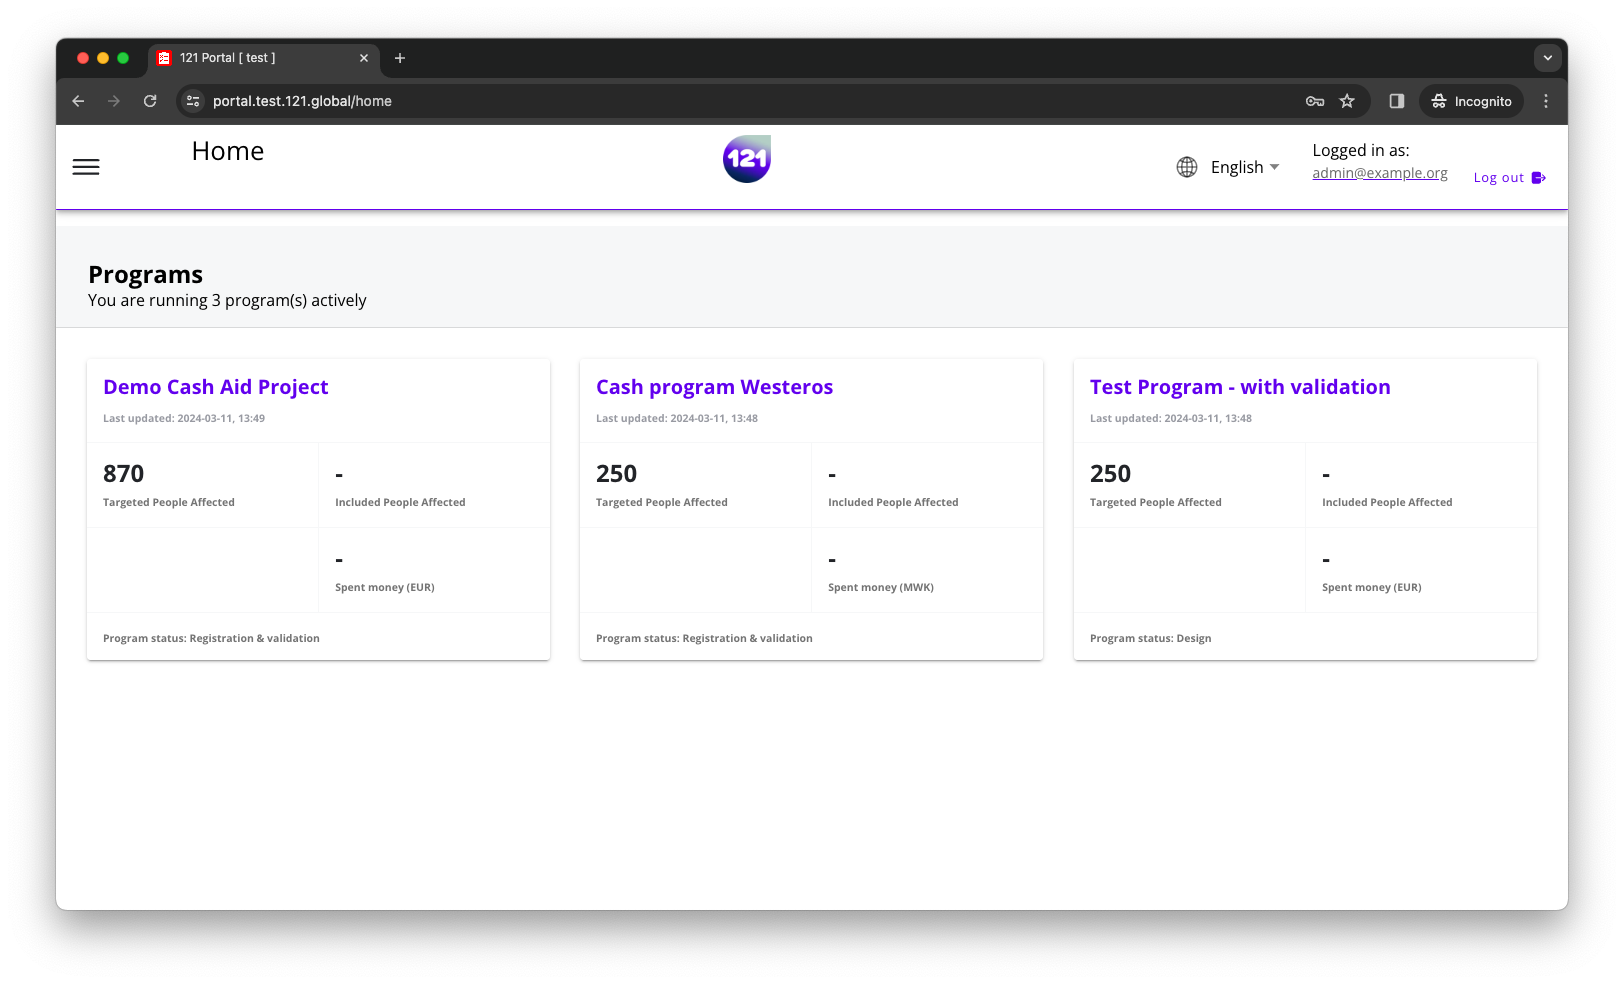 121 Portal [ test ]
portal.test.121.global/home
Incognito
Home
121
English
Logged in as:
admin@example.org
Log out
Programs
You are running 3 program(s) actively
Demo Cash Aid Project
Last updated: 2024-03-11, 13:49
870
Targeted People Affected
-
Included People Affected
-
Spent money (EUR)
Program status: Registration & validation
Cash program Westeros
Last updated: 2024-03-11, 13:48
250
Targeted People Affected
-
Included People Affected
-
Spent money (MWK)
Program status: Registration & validation
Test Program - with validation
Last updated: 2024-03-11, 13:48
250
Targeted People Affected
-
Included People Affected
-
Spent money (EUR)
Program status: Design